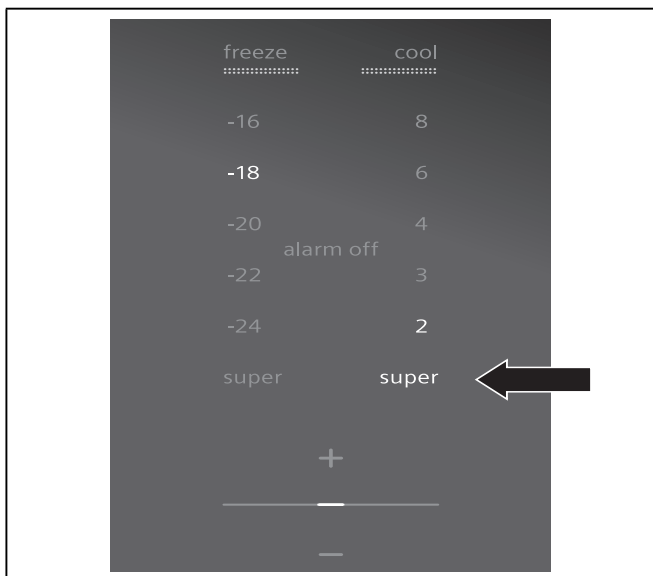 freeze cool
-16 8
-18 6
-20 4
alarm off
-22 3
-24 2
super super
+
–